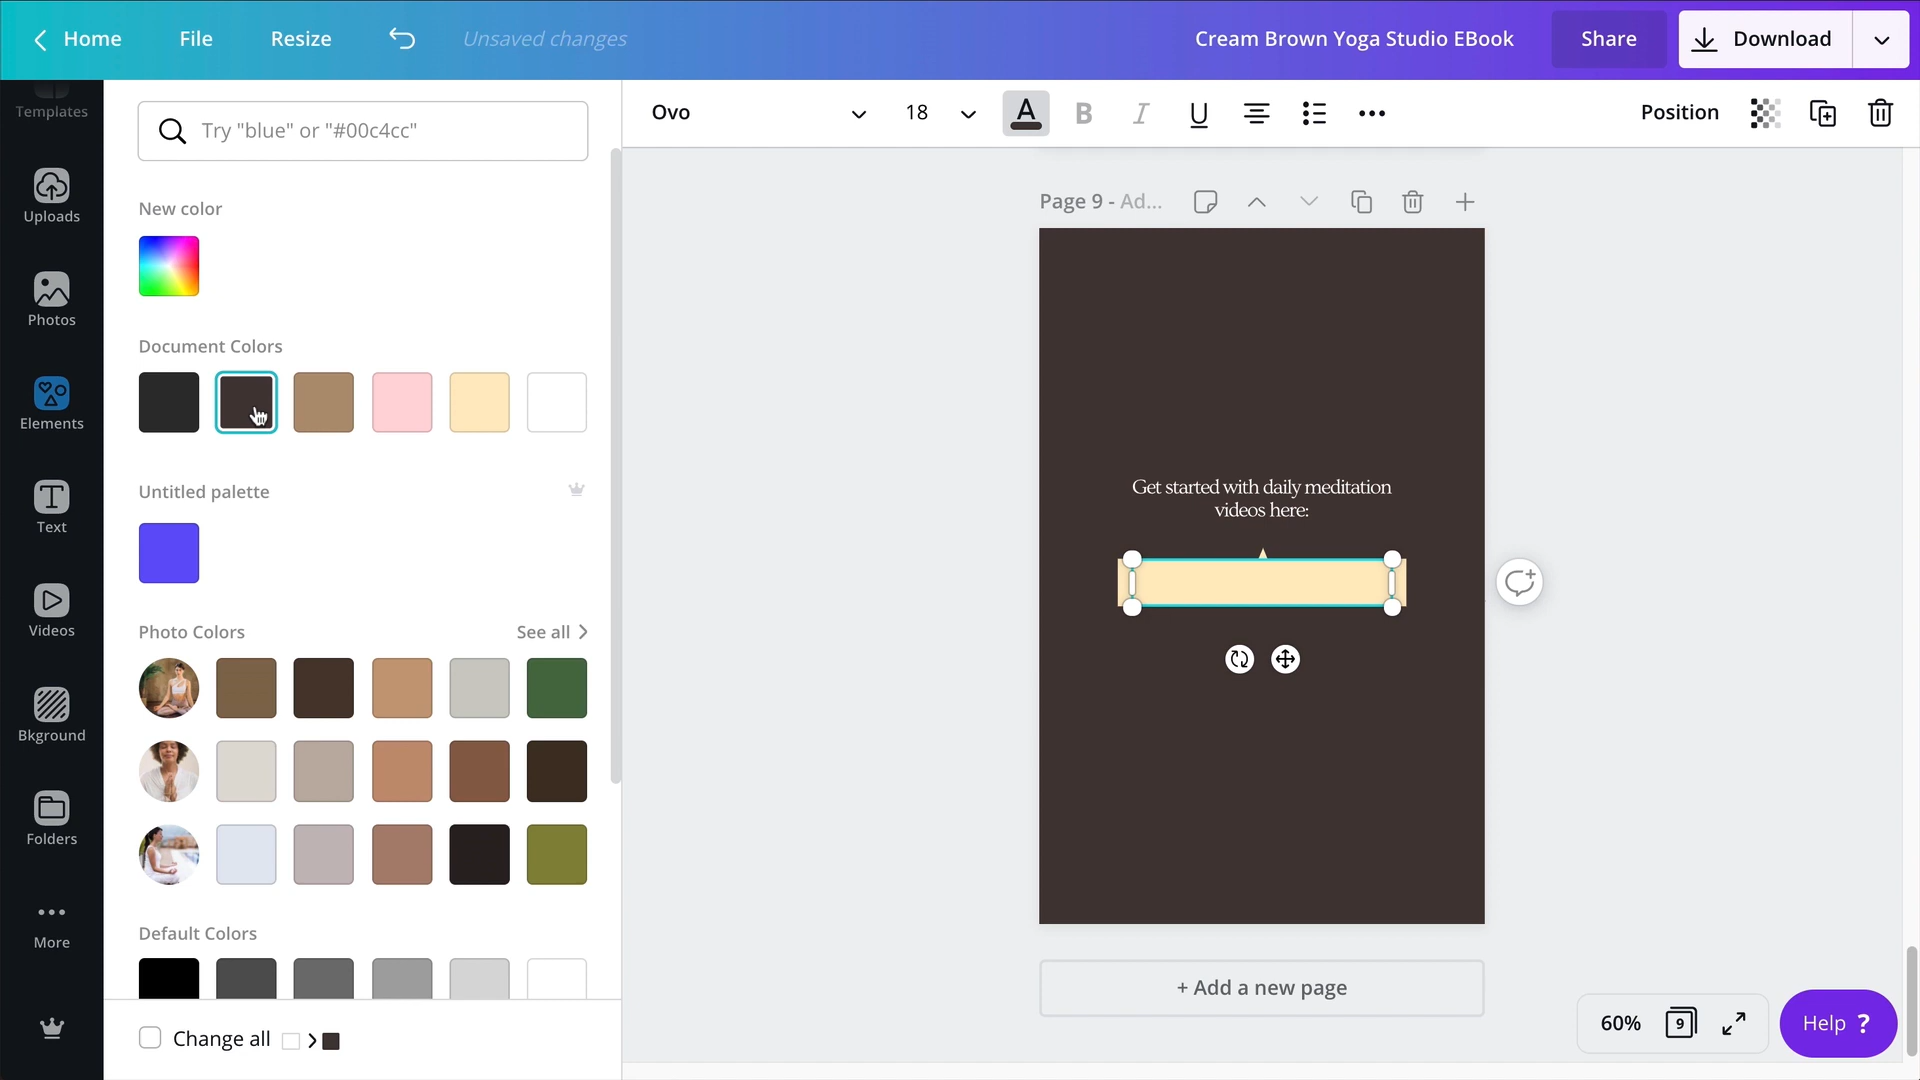 Home File Resize Unsaved changes Cream Brown Yoga Studio EBook Share Download
Templates
Uploads
Photos
Elements
Text
Videos
Bkground
Folders
More
Try "blue" or "#00c4cc"
New color
Document Colors
Untitled palette
Photo Colors See all
Default Colors
Change all
Ovo 18 A B I U Position
Page 9 - Ad...
Get started with daily meditation
videos here:
+ Add a new page
60% 9 Help ?